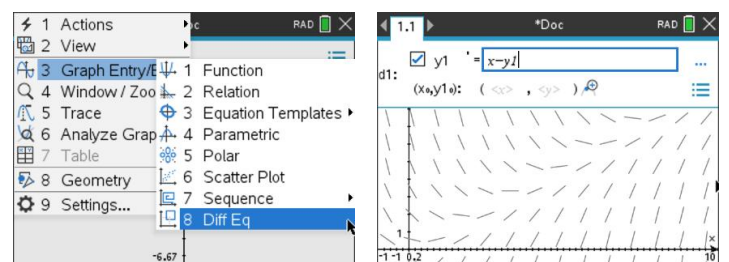 1 Actions
2 View
3 Graph Entry/E
4 Window / Zoo
5 Trace
6 Analyze Grap
7 Table
8 Geometry
9 Settings...
oc RAD
1 Function
2 Relation
3 Equation Templates
4 Parametric
5 Polar
6 Scatter Plot
7 Sequence
8 Diff Eq
-6.67
1.1 *Doc RAD
y1 ' = x-y1
d1:
(x₀,y1₀): ( <x> , <y> )
...
1
-1 -1 0.2 x 10